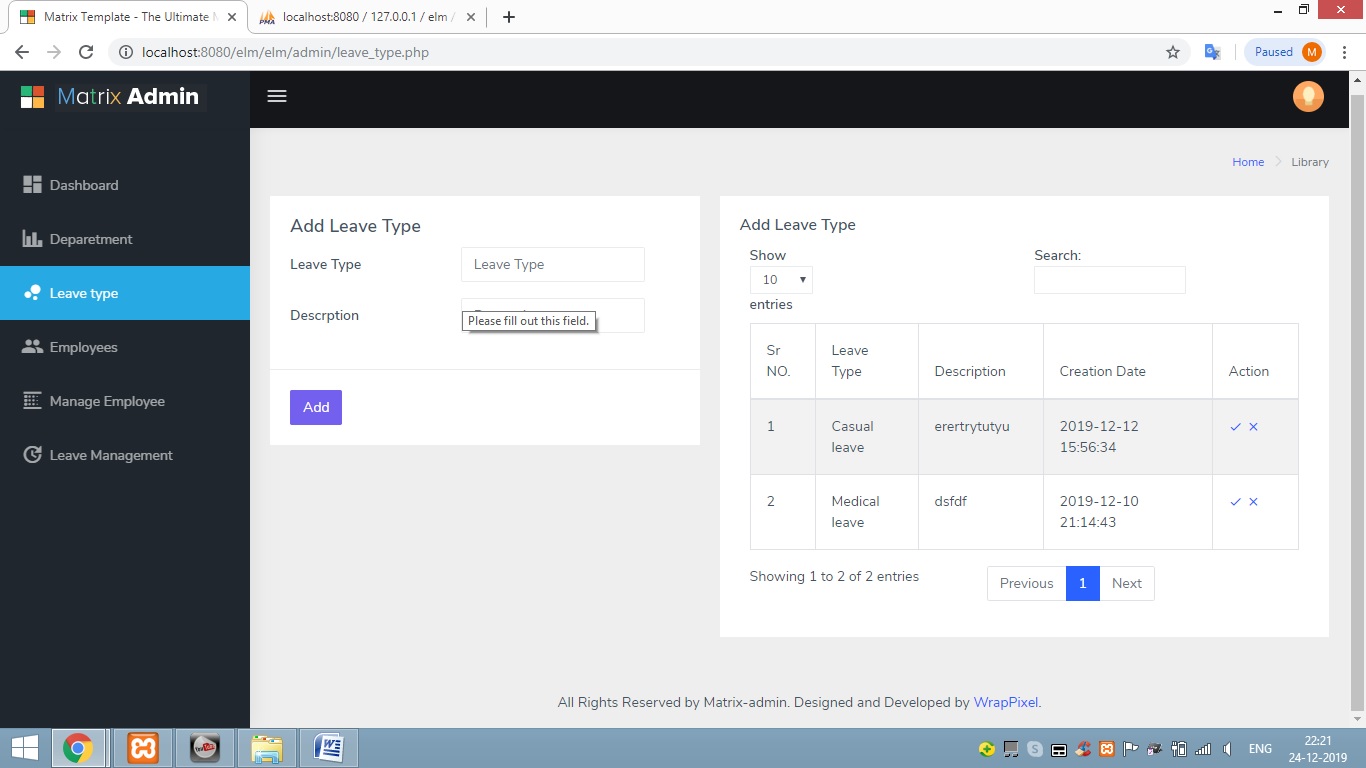 Matrix Template - The Ultimate M
localhost:8080 / 127.0.0.1 / elm /
localhost:8080/elm/elm/admin/leave_type.php
Paused M
Matrix Admin
Home Library
Dashboard
Deparetment
Leave type
Employees
Manage Employee
Leave Management
Add Leave Type
Leave Type
Leave Type
Descrption
Please fill out this field.
Add
Add Leave Type
Show
10
entries
Search:
Sr NO. Leave Type Description Creation Date Action
1 Casual leave erertrytutyu 2019-12-12 15:56:34
2 Medical leave dsfdf 2019-12-10 21:14:43
Showing 1 to 2 of 2 entries
Previous 1 Next
All Rights Reserved by Matrix-admin. Designed and Developed by WrapPixel.
ENG
22:21
24-12-2019